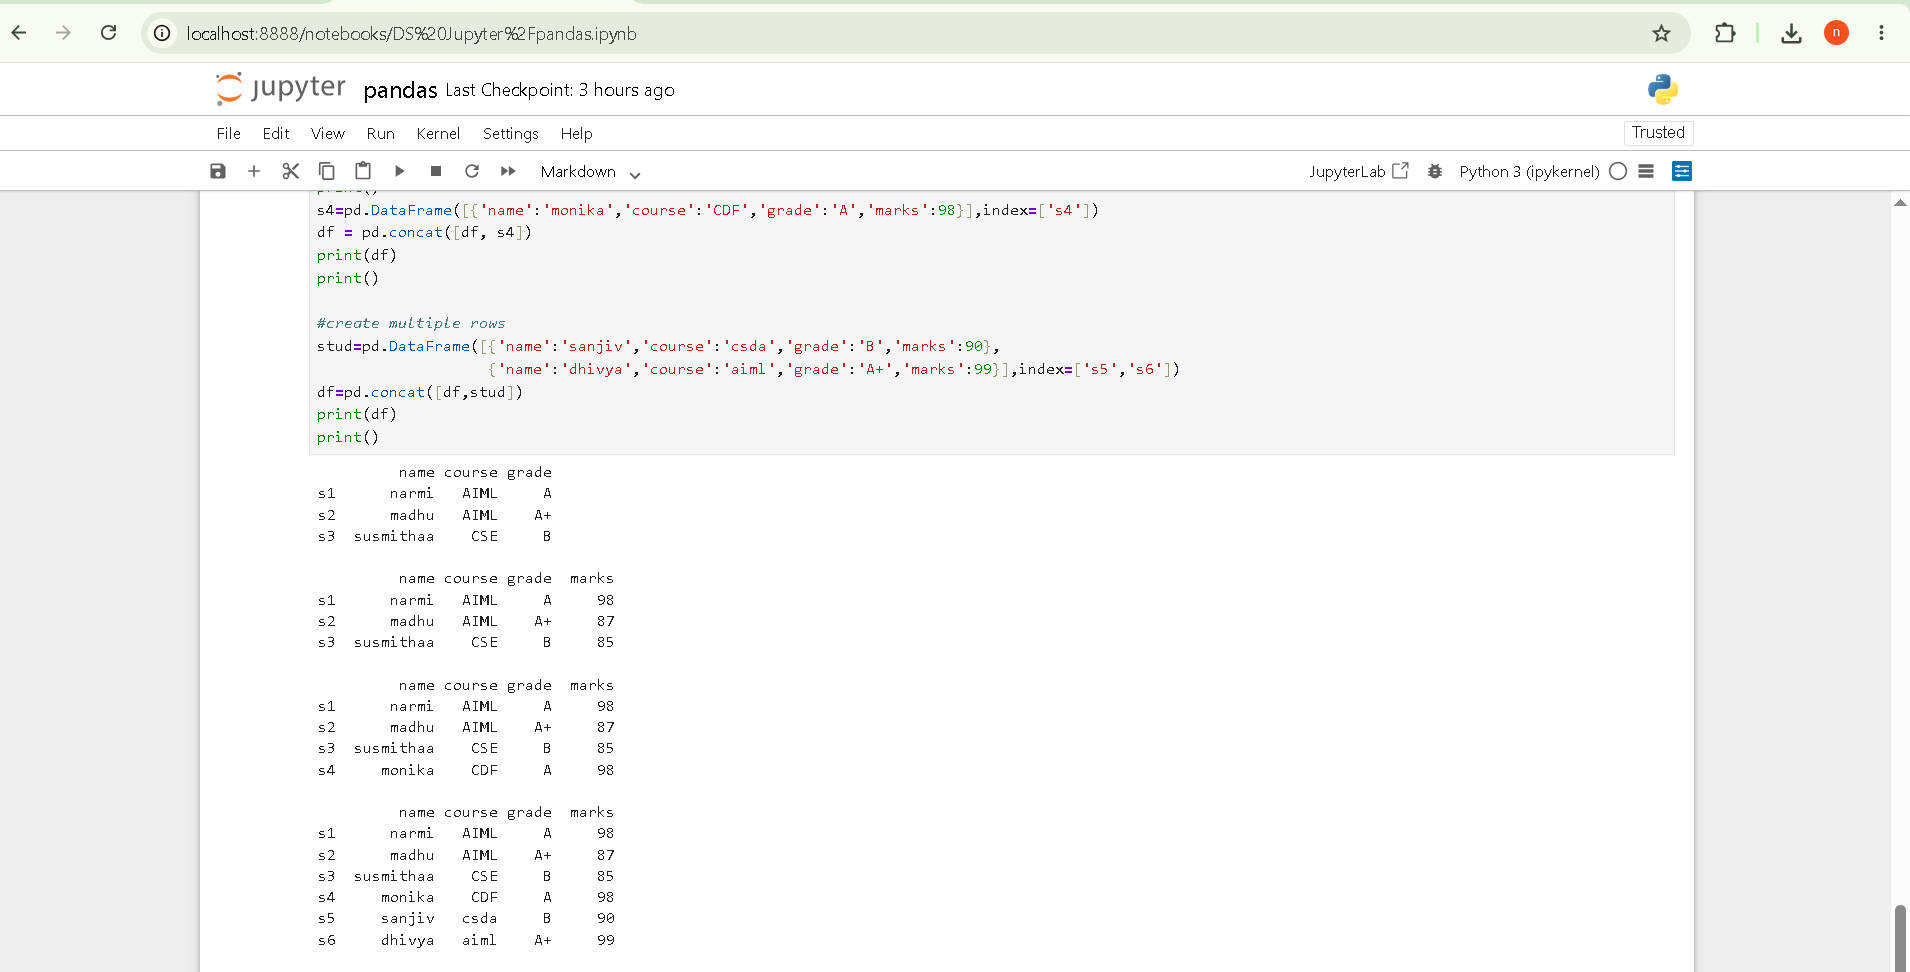 localhost:8888/notebooks/DS%20Jupyter%2Fpandas.ipynb
n
jupyter pandas Last Checkpoint: 3 hours ago
File Edit View Run Kernel Settings Help
Trusted
Markdown
JupyterLab
Python 3 (ipykernel)
print()
s4=pd.DataFrame([{'name':'monika','course':'CDF','grade':'A','marks':98}],index=['s4'])
df = pd.concat([df, s4])
print(df)
print()
#create multiple rows
stud=pd.DataFrame([{'name':'sanjiv','course':'csda','grade':'B','marks':90},
{'name':'dhivya','course':'aiml','grade':'A+','marks':99}],index=['s5','s6'])
df=pd.concat([df,stud])
print(df)
print()
name course grade
s1 narmi AIML A
s2 madhu AIML A+
s3 susmithaa CSE B
name course grade marks
s1 narmi AIML A 98
s2 madhu AIML A+ 87
s3 susmithaa CSE B 85
name course grade marks
s1 narmi AIML A 98
s2 madhu AIML A+ 87
s3 susmithaa CSE B 85
s4 monika CDF A 98
name course grade marks
s1 narmi AIML A 98
s2 madhu AIML A+ 87
s3 susmithaa CSE B 85
s4 monika CDF A 98
s5 sanjiv csda B 90
s6 dhivya aiml A+ 99